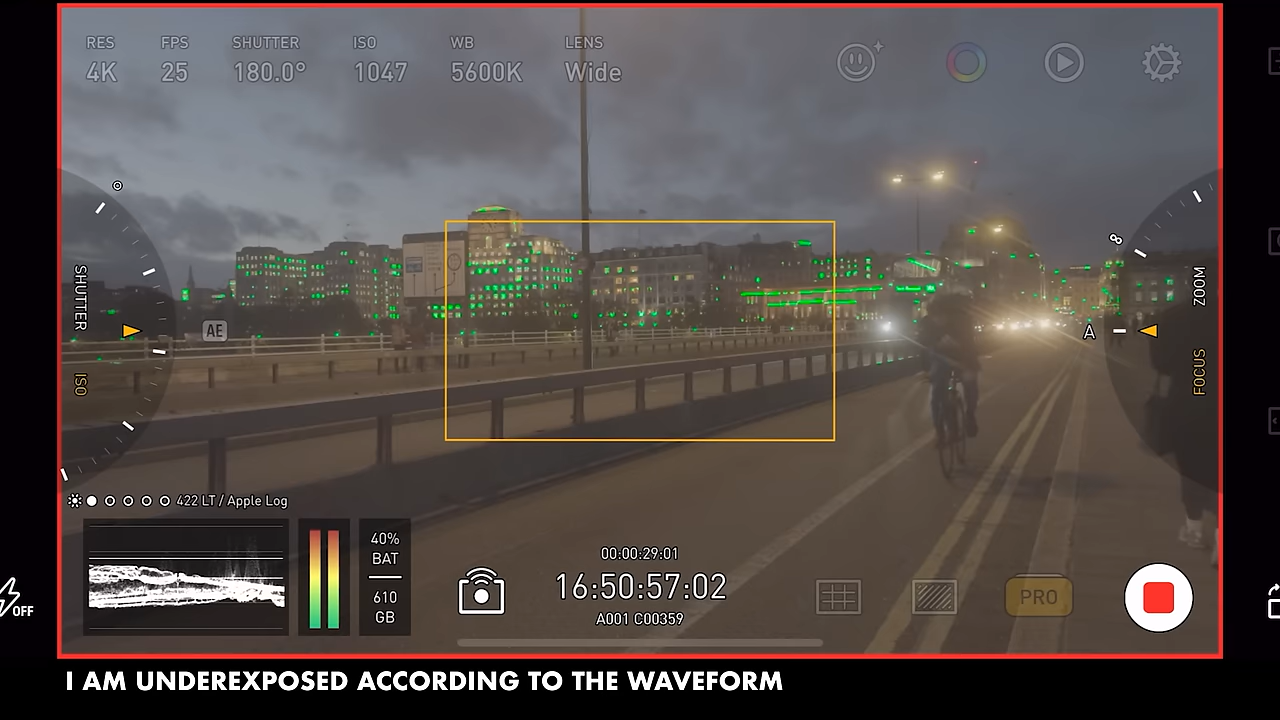 RES FPS SHUTTER ISO WB LENS
4K 25 180.0° 1047 5600K Wide
SHUTTER
ISO
AE
A
ZOOM
FOCUS
422 LT / Apple Log
40%
BAT
610
GB
00:00:29:01
16:50:57:02
A001 C00359
PRO
OFF
I AM UNDEREXPOSED ACCORDING TO THE WAVEFORM